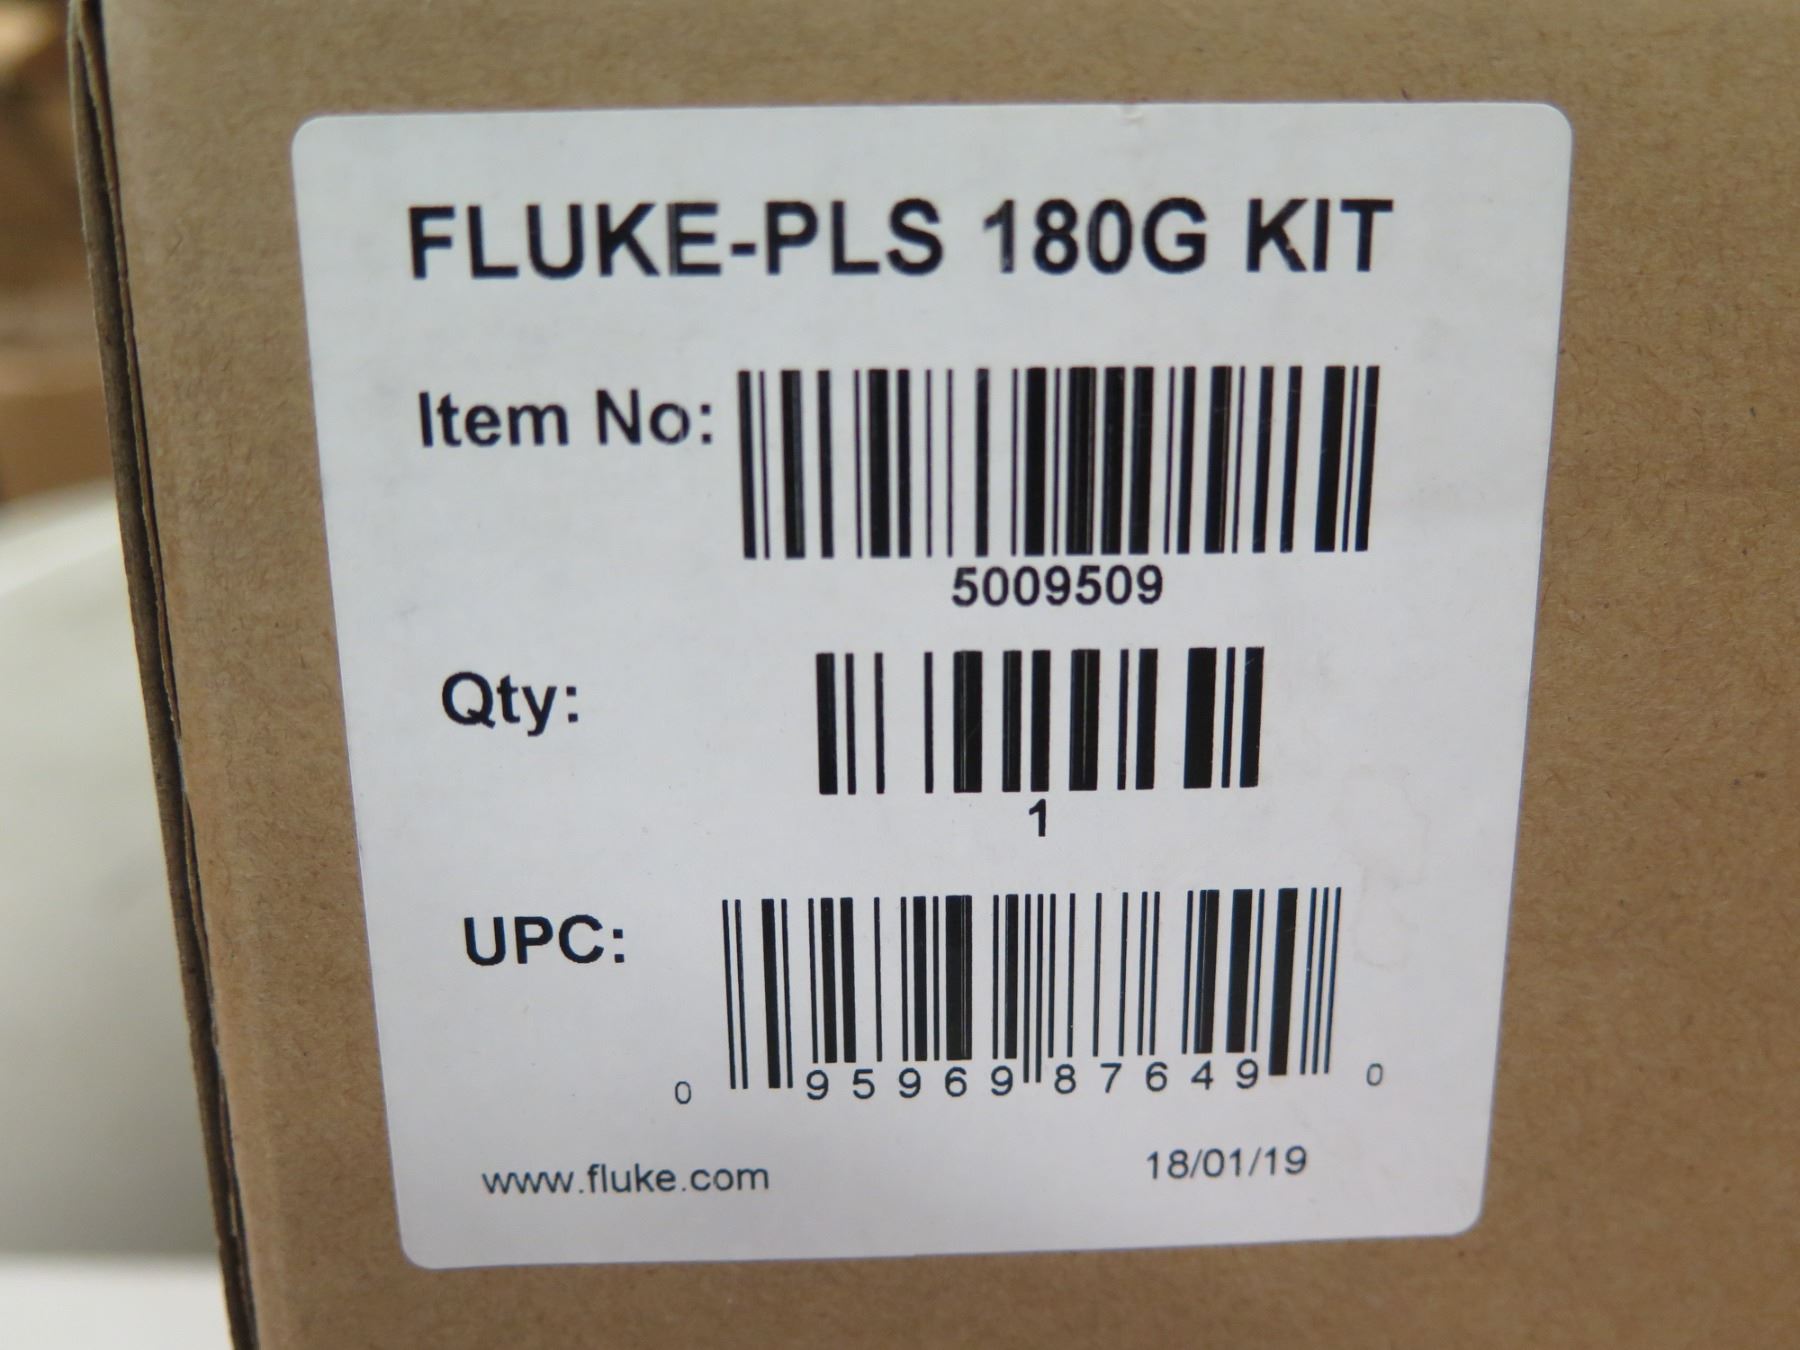 FLUKE-PLS 180G KIT
Item No:
5009509
Qty:
1
UPC:
0 95969 87649 0
www.fluke.com 18/01/19